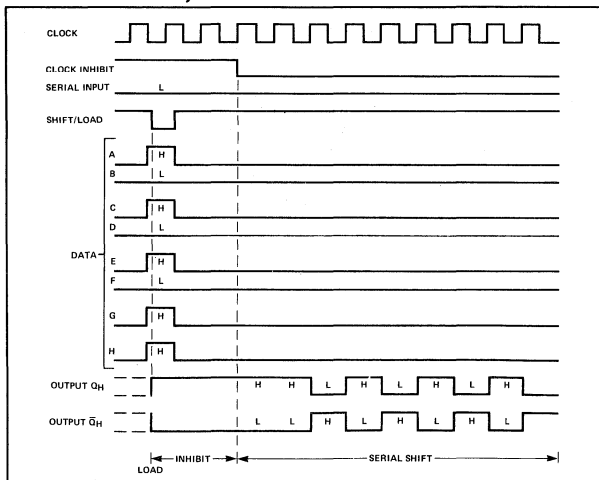 CLOCK
CLOCK INHIBIT
SERIAL INPUT L
SHIFT/LOAD
A H
B L
C H
D L
DATA
E H
F L
G H
H H
OUTPUT QH H H L H L H L H
OUTPUT Q̅H L L H L H L H L
INHIBIT SERIAL SHIFT
LOAD